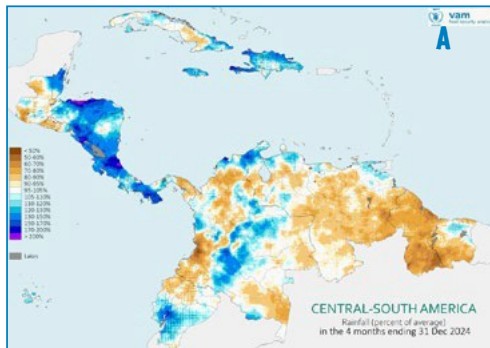 vam
food security analysis
A
< 50%
50-60%
60-70%
70-80%
80-90%
90-95%
95-105%
105-110%
110-120%
120-130%
130-150%
150-170%
170-200%
> 200%
Lakes
CENTRAL-SOUTH AMERICA
Rainfall (percent of average)
in the 4 months ending 31 Dec 2024